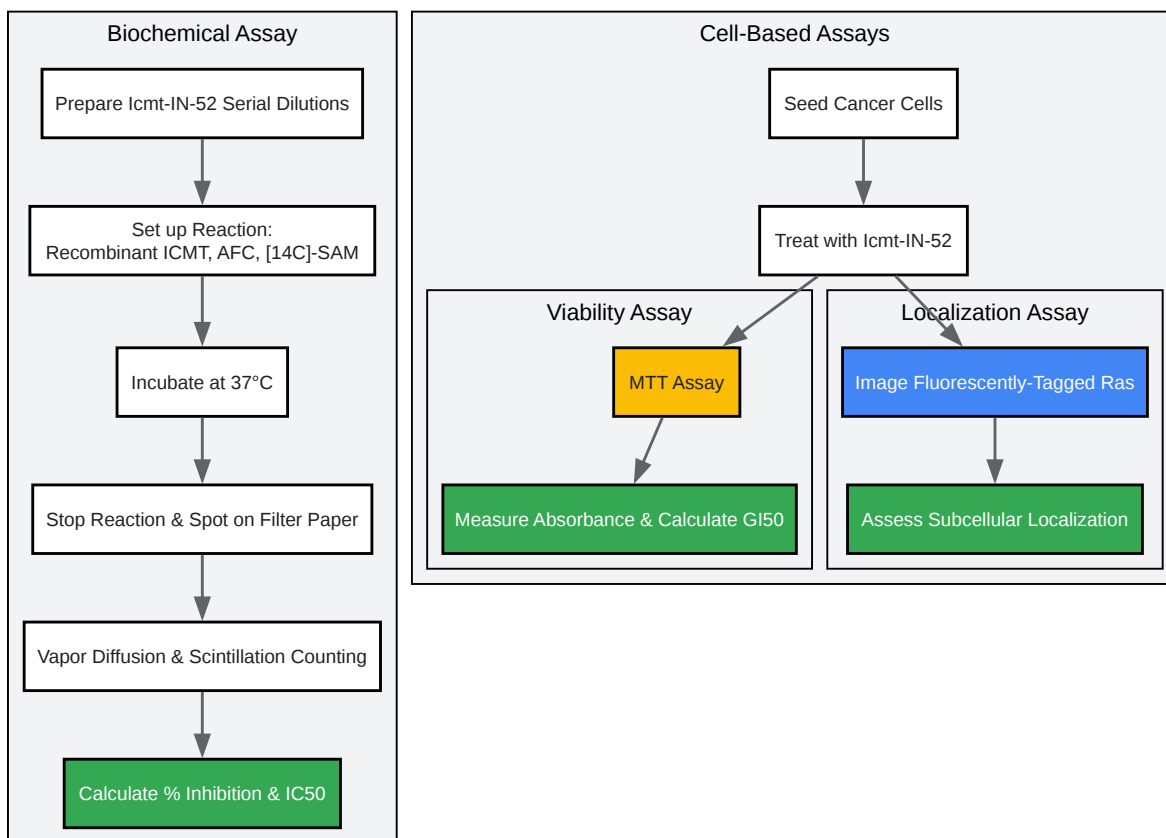 Biochemical Assay
Prepare Icmt-IN-52 Serial Dilutions
Set up Reaction:
Recombinant ICMT, AFC, [14C]-SAM
Incubate at 37°C
Stop Reaction & Spot on Filter Paper
Vapor Diffusion & Scintillation Counting
Calculate % Inhibition & IC50
Cell-Based Assays
Seed Cancer Cells
Treat with Icmt-IN-52
Viability Assay
MTT Assay
Measure Absorbance & Calculate GI50
Localization Assay
Image Fluorescently-Tagged Ras
Assess Subcellular Localization